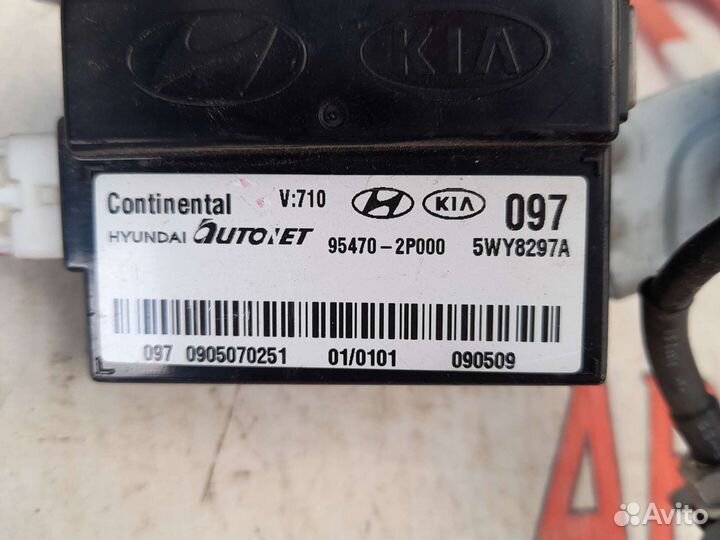 KIA
Continental V:710 KIA 097
HYUNDAI AUTONET 95470-2P000 5WY8297A
097 0905070251 01/0101 090509
Avito